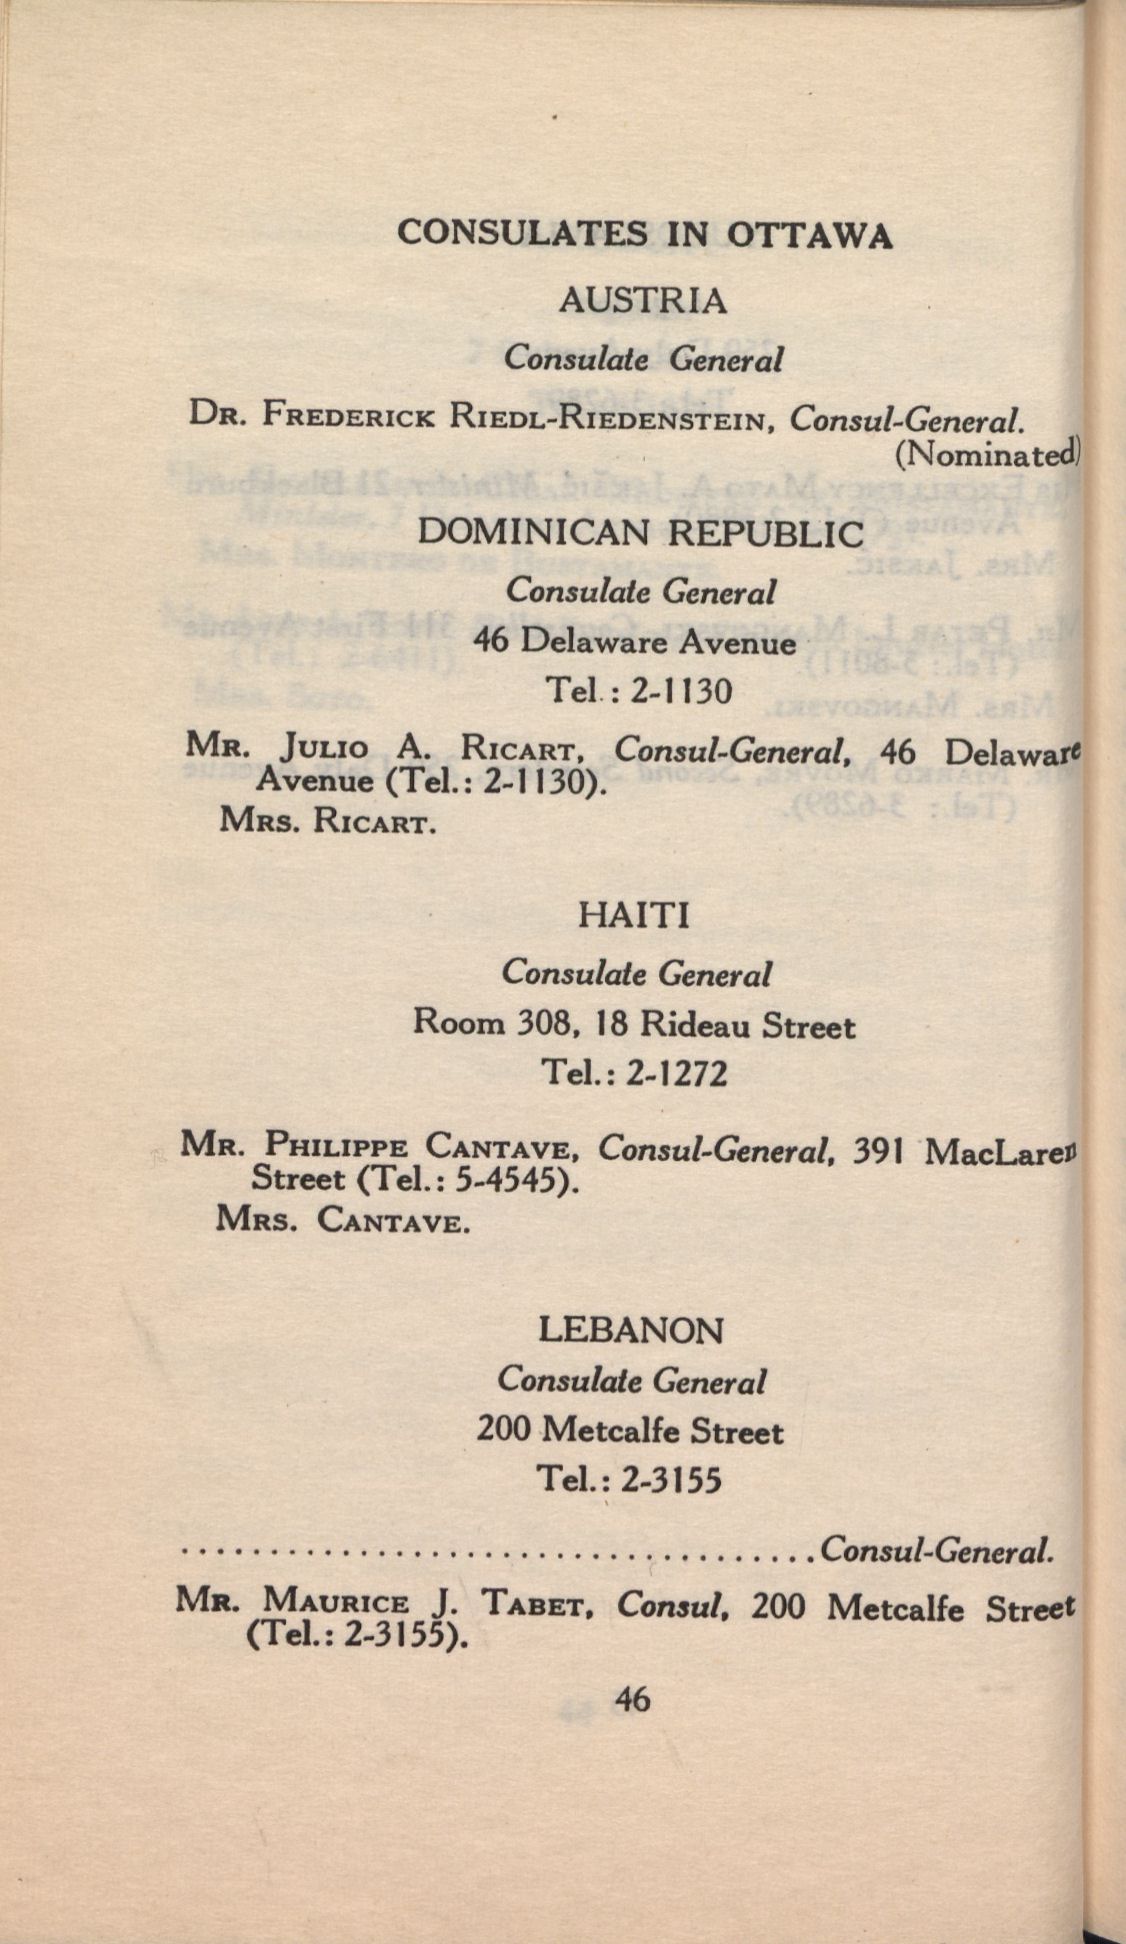 CONSULATES IN OTTAWA
AUSTRIA
Consulate General
DR. FREDERICK RIEDL-RIEDENSTEIN, Consul-General.
(Nominated)
DOMINICAN REPUBLIC
Consulate General
46 Delaware Avenue
Tel.: 2-1130
MR. JULIO A. RICART, Consul-General, 46 Delaware
Avenue (Tel.: 2-1130).
MRS. RICART.
HAITI
Consulate General
Room 308, 18 Rideau Street
Tel.: 2-1272
MR. PHILIPPE CANTAVE, Consul-General, 391 MacLaren
Street (Tel.: 5-4545).
MRS. CANTAVE.
LEBANON
Consulate General
200 Metcalfe Street
Tel.: 2-3155
.....................................Consul-General.
MR. MAURICE J. TABET, Consul, 200 Metcalfe Street
(Tel.: 2-3155).
46